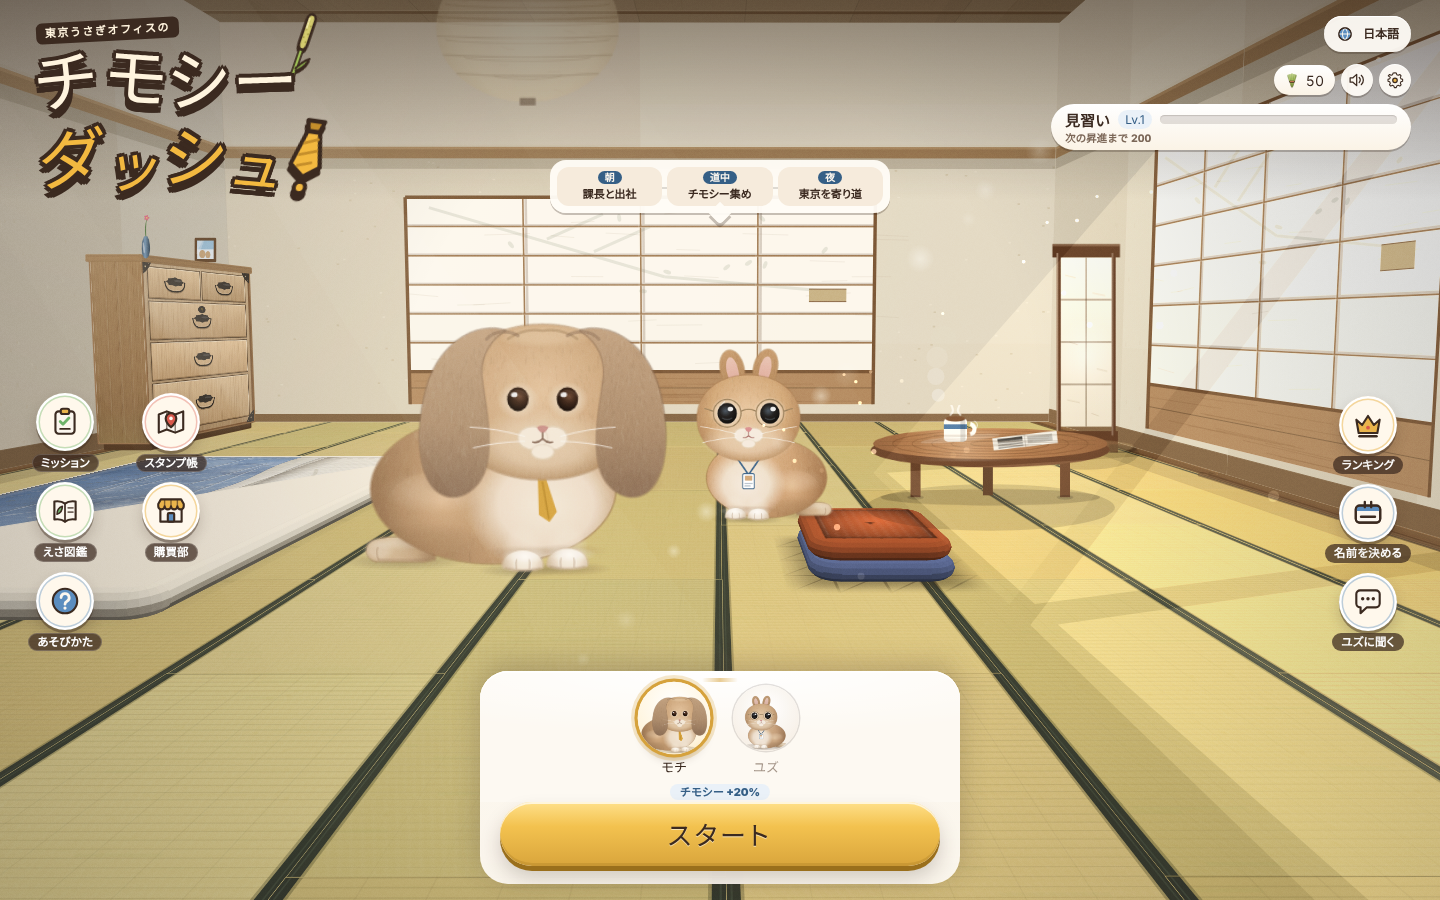 東京うさぎオフィスの
チモシー
ダッシュ!
日本語
50
見習い Lv.1
次の昇進まで 200
朝 道中 夜
課長と出社 チモシー集め 東京を寄り道
ミッション スタンプ帳
えさ図鑑 購買部
あそびかた
ランキング
名前を決める
ユズに聞く
モチ ユズ
チモシー +20%
スタート